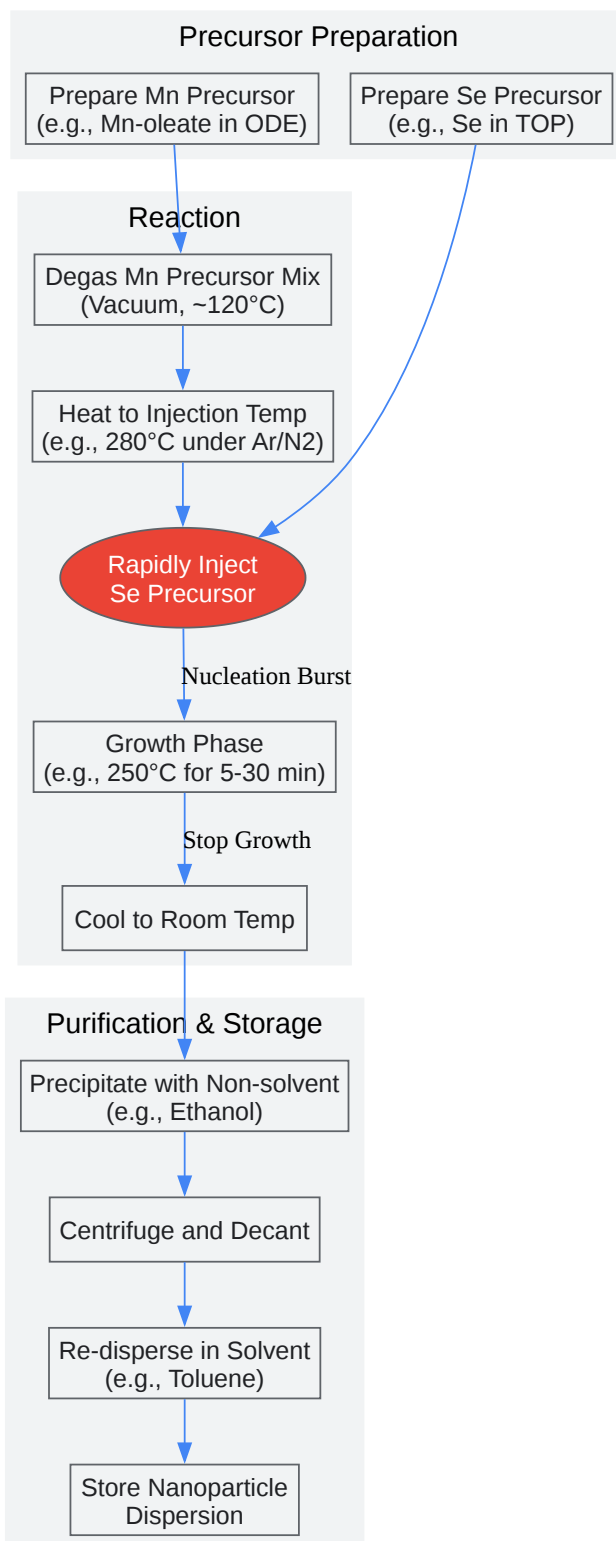 Precursor Preparation
Prepare Mn Precursor
(e.g., Mn-oleate in ODE)
Prepare Se Precursor
(e.g., Se in TOP)
Reaction
Degas Mn Precursor Mix
(Vacuum, ~120°C)
Heat to Injection Temp
(e.g., 280°C under Ar/N2)
Rapidly Inject
Se Precursor
Nucleation Burst
Growth Phase
(e.g., 250°C for 5-30 min)
Stop Growth
Cool to Room Temp
Purification & Storage
Precipitate with Non-solvent
(e.g., Ethanol)
Centrifuge and Decant
Re-disperse in Solvent
(e.g., Toluene)
Store Nanoparticle
Dispersion